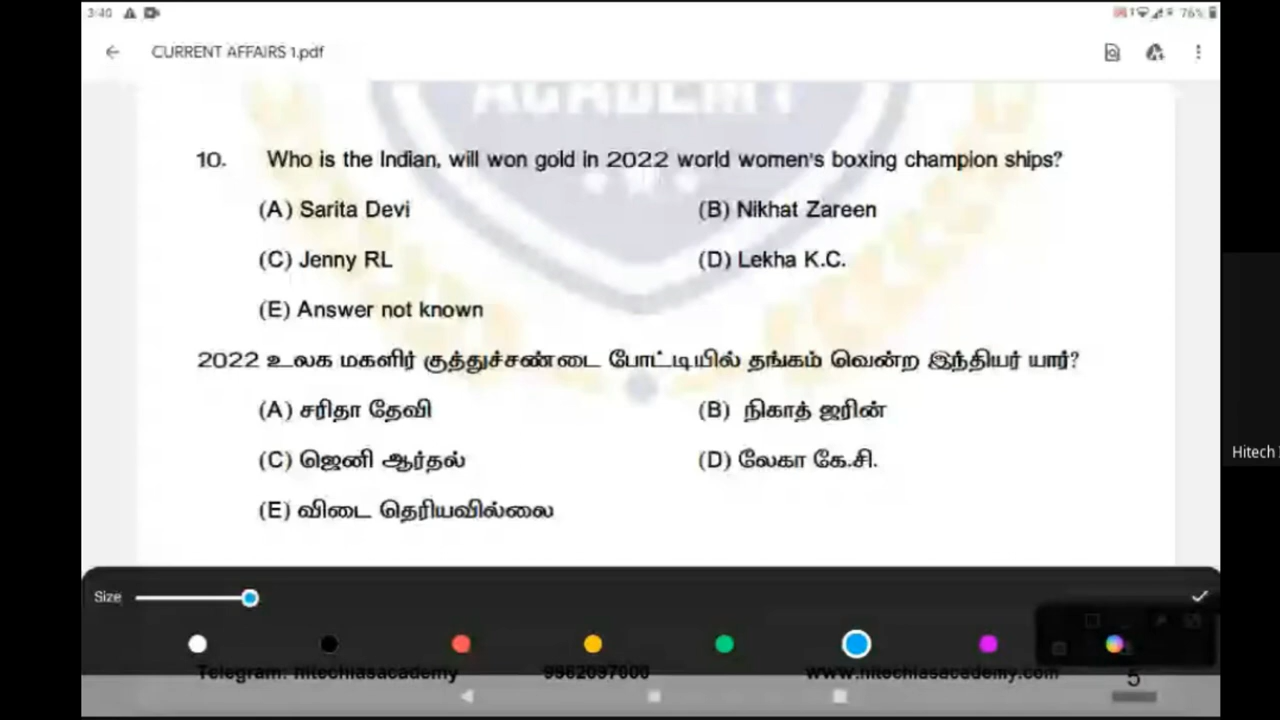 3:40
76%
CURRENT AFFAIRS 1.pdf
ACADEMY
10. Who is the Indian, will won gold in 2022 world women's boxing champion ships?
(A) Sarita Devi (B) Nikhat Zareen
(C) Jenny RL (D) Lekha K.C.
(E) Answer not known
2022 உலக மகளிர் குத்துச்சண்டை போட்டியில் தங்கம் வென்ற இந்தியர் யார்?
(A) சரிதா தேவி (B) நிகாத் ஜரின்
(C) ஜெனி ஆர்தல் (D) லேகா கே.சி.
(E) விடை தெரியவில்லை
Size
Telegram: hitechiasacademy 9962097000 www.hitechiasacademy.com 5
Hitech